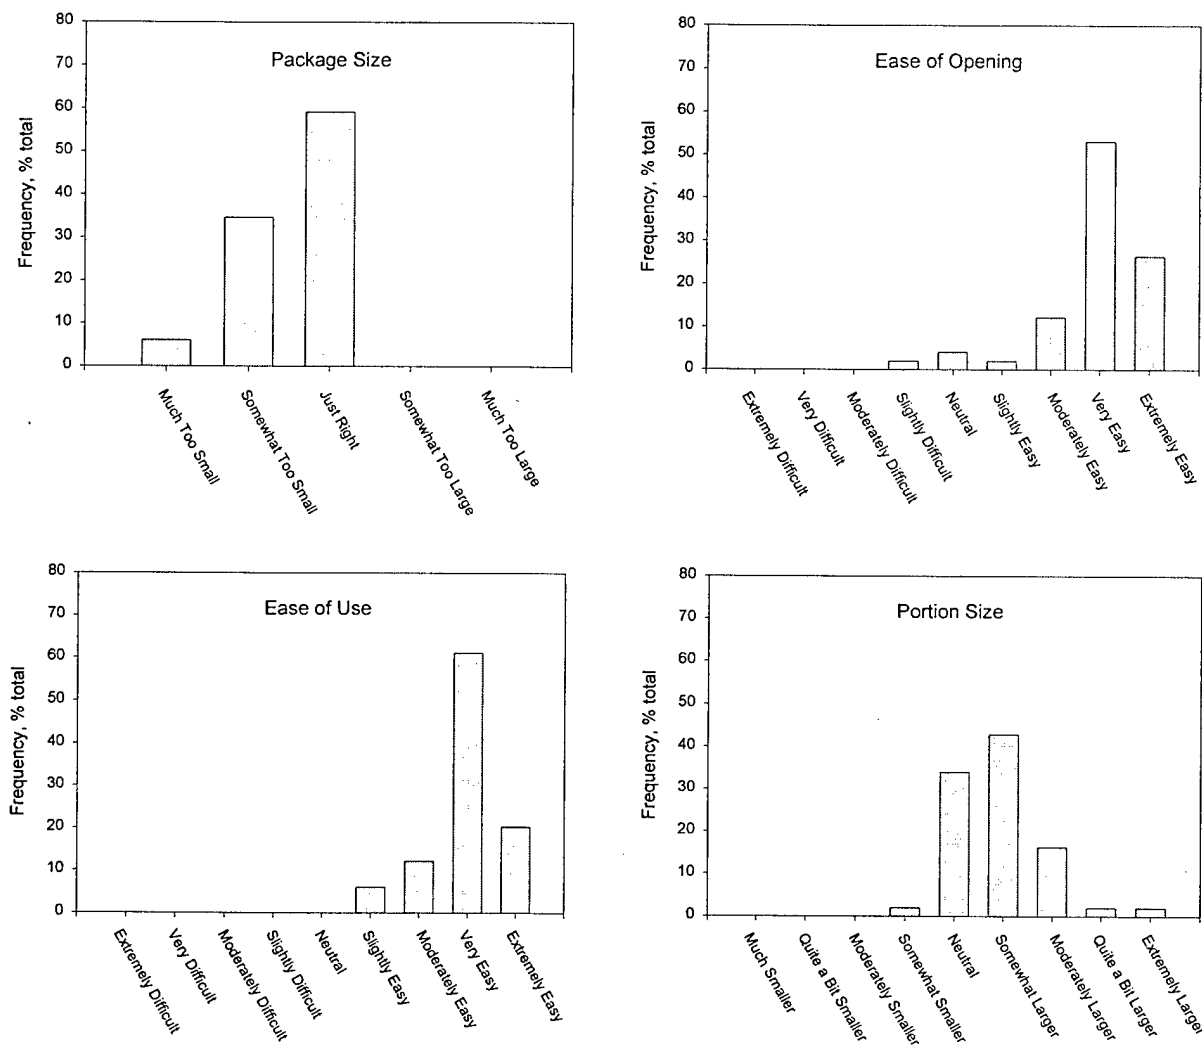 Package Size
Frequency, % total
80
70
60
50
40
30
20
10
0
Much Too Small
Somewhat Too Small
Just Right
Somewhat Too Large
Much Too Large
Ease of Opening
Frequency, % total
80
70
60
50
40
30
20
10
0
Extremely Difficult
Very Difficult
Moderately Difficult
Slightly Difficult
Neutral
Slightly Easy
Moderately Easy
Very Easy
Extremely Easy
Ease of Use
Frequency, % total
80
70
60
50
40
30
20
10
0
Extremely Difficult
Very Difficult
Moderately Difficult
Slightly Difficult
Neutral
Slightly Easy
Moderately Easy
Very Easy
Extremely Easy
Portion Size
Frequency, % total
80
70
60
50
40
30
20
10
0
Much Smaller
Quite a Bit Smaller
Moderately Smaller
Somewhat Smaller
Neutral
Somewhat Larger
Moderately Larger
Quite a Bit Larger
Extremely Larger